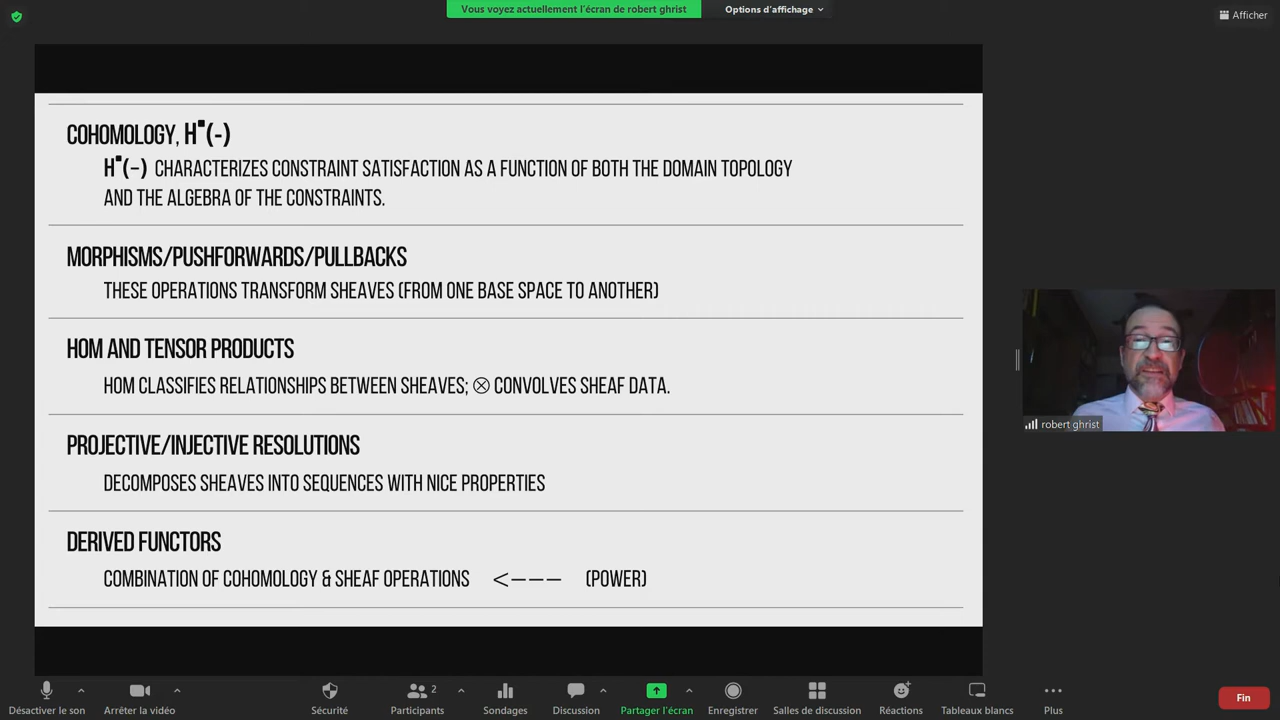 Vous voyez actuellement l'écran de robert ghrist
Options d'affichage
Afficher
COHOMOLOGY, H▪(-)
H▪(-) CHARACTERIZES CONSTRAINT SATISFACTION AS A FUNCTION OF BOTH THE DOMAIN TOPOLOGY
AND THE ALGEBRA OF THE CONSTRAINTS.
MORPHISMS/PUSHFORWARDS/PULLBACKS
THESE OPERATIONS TRANSFORM SHEAVES (FROM ONE BASE SPACE TO ANOTHER)
HOM AND TENSOR PRODUCTS
HOM CLASSIFIES RELATIONSHIPS BETWEEN SHEAVES; ⊗ CONVOLVES SHEAF DATA.
PROJECTIVE/INJECTIVE RESOLUTIONS
DECOMPOSES SHEAVES INTO SEQUENCES WITH NICE PROPERTIES
DERIVED FUNCTORS
COMBINATION OF COHOMOLOGY & SHEAF OPERATIONS <--- (POWER)
robert ghrist
Désactiver le son
Arrêter la vidéo
Sécurité
2
Participants
Sondages
Discussion
Partager l'écran
Enregistrer
Salles de discussion
Réactions
Tableaux blancs
Plus
Fin